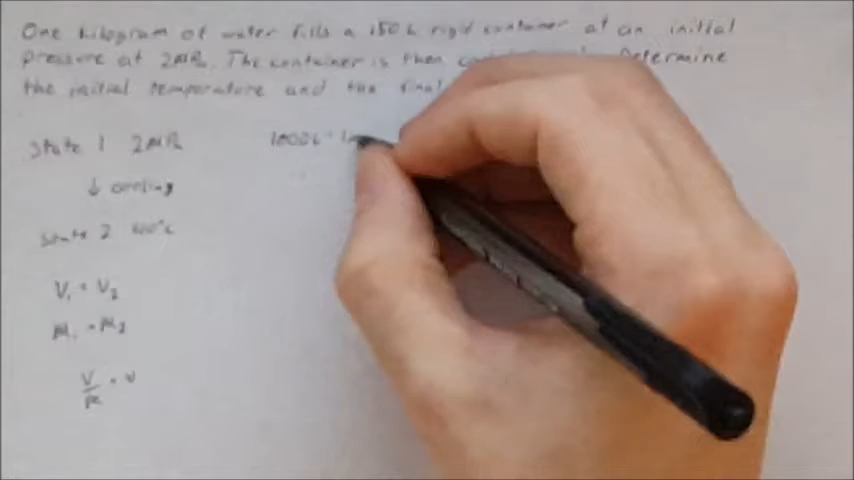 One kilogram of water fills a 150 L rigid container at an initial
pressure at 2MPa. The container is then Determine
the initial temperature and the final
State 1 2MPa
1000L = 1m
↓ cooling
State 2 °C
V₁ = V₂
M₁ = M₂
V/M = v